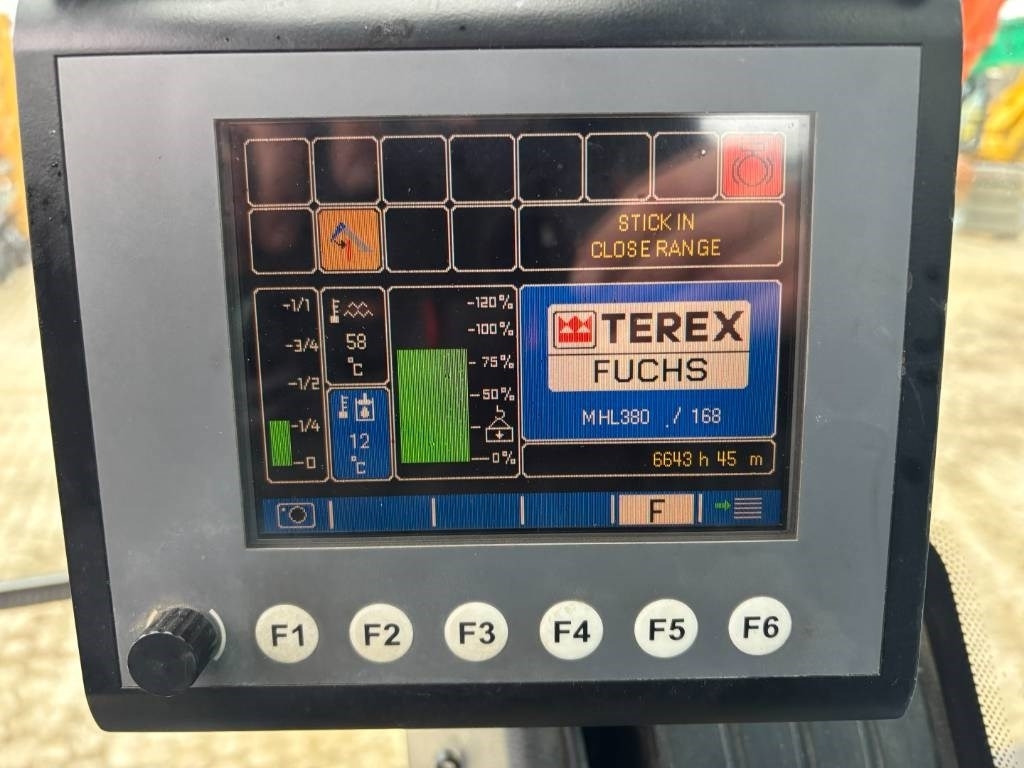 STICK IN
CLOSE RANGE
1/1
3/4
1/2
1/4
0
58
°C
12
°C
120%
100%
75%
50%
0%
TEREX
FUCHS
MHL380 / 168
6643 h 45 m
F
F1 F2 F3 F4 F5 F6